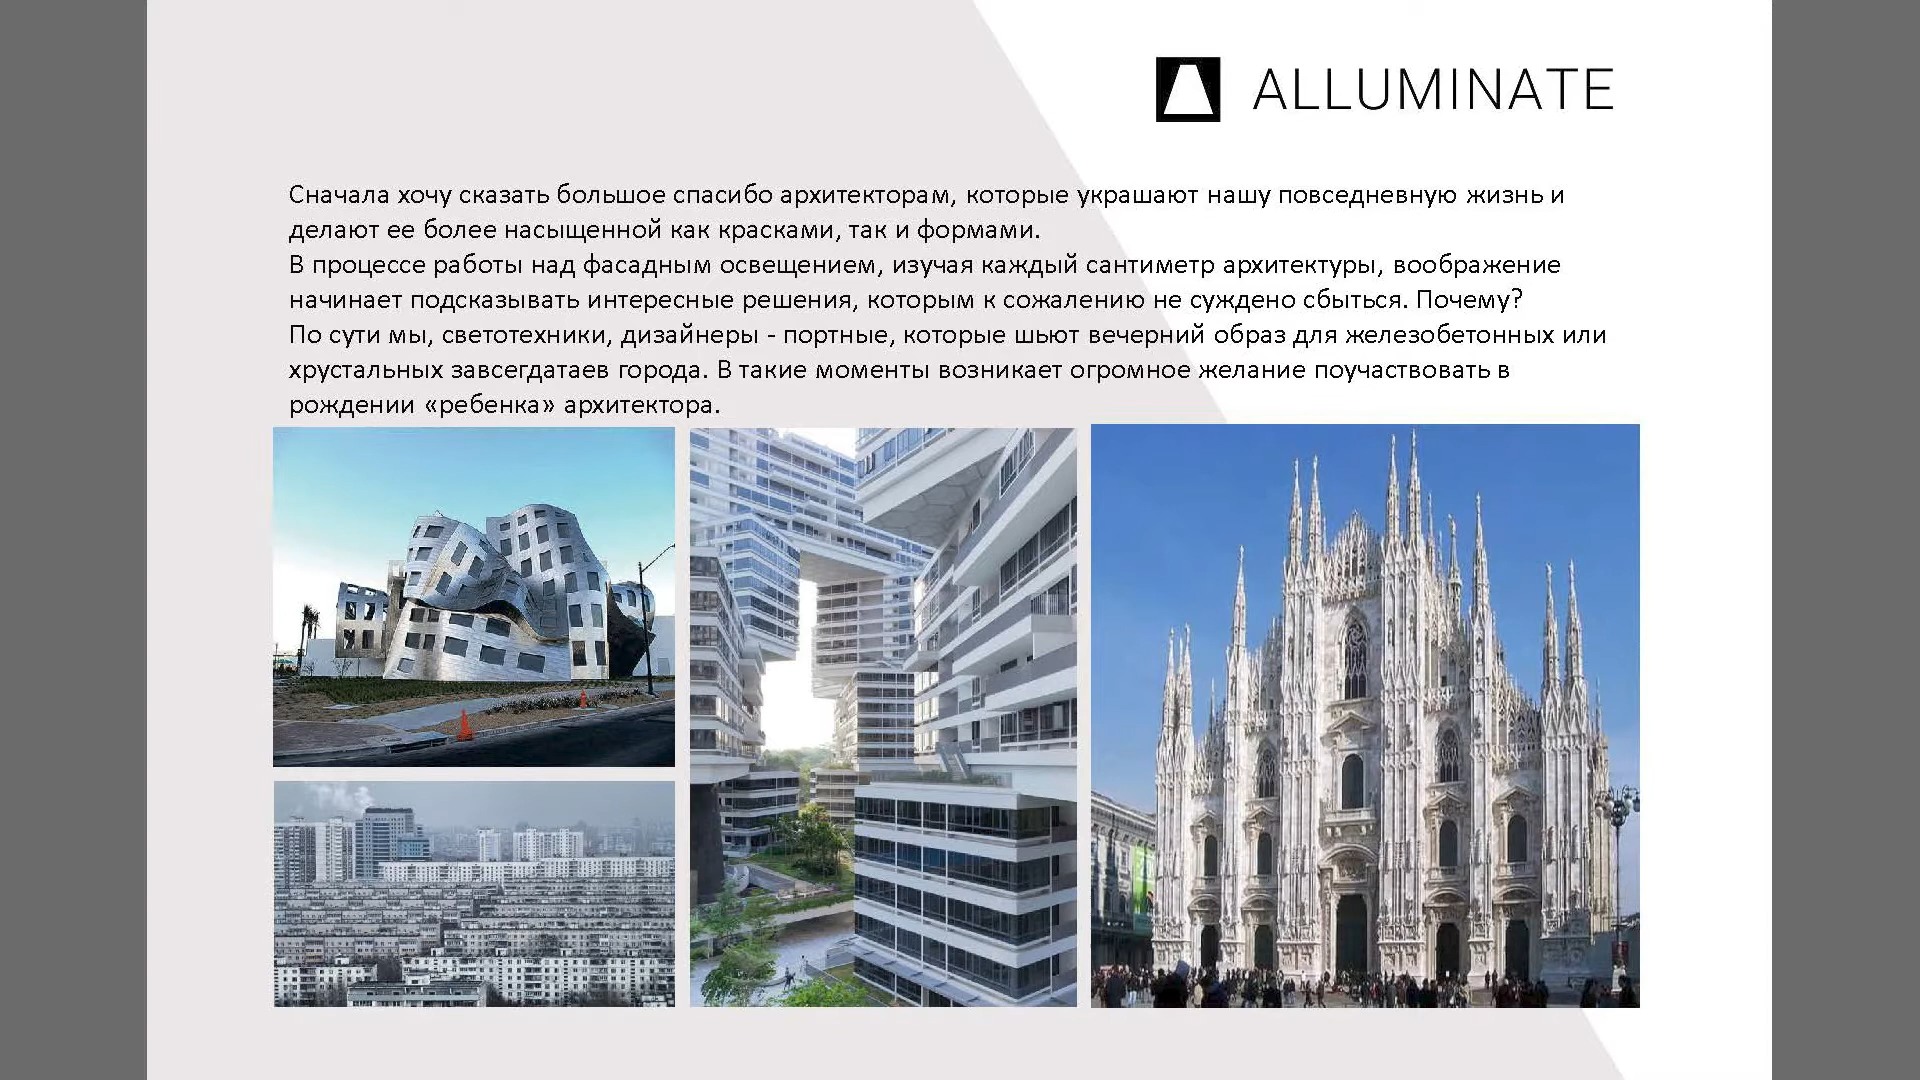 ALLUMINATE
Сначала хочу сказать большое спасибо архитекторам, которые украшают нашу повседневную жизнь и
делают ее более насыщенной как красками, так и формами.
В процессе работы над фасадным освещением, изучая каждый сантиметр архитектуры, воображение
начинает подсказывать интересные решения, которым к сожалению не суждено сбыться. Почему?
По сути мы, светотехники, дизайнеры - портные, которые шьют вечерний образ для железобетонных или
хрустальных завсегдатаев города. В такие моменты возникает огромное желание поучаствовать в
рождении «ребенка» архитектора.